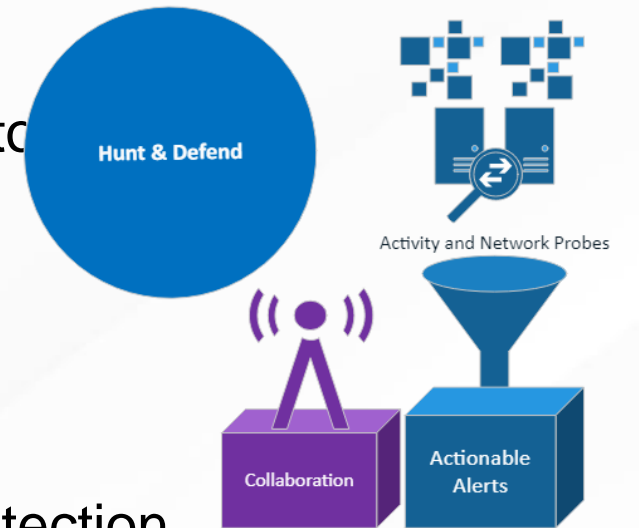 Hunt & Defend
Activity and Network Probes
Collaboration
Actionable
Alerts